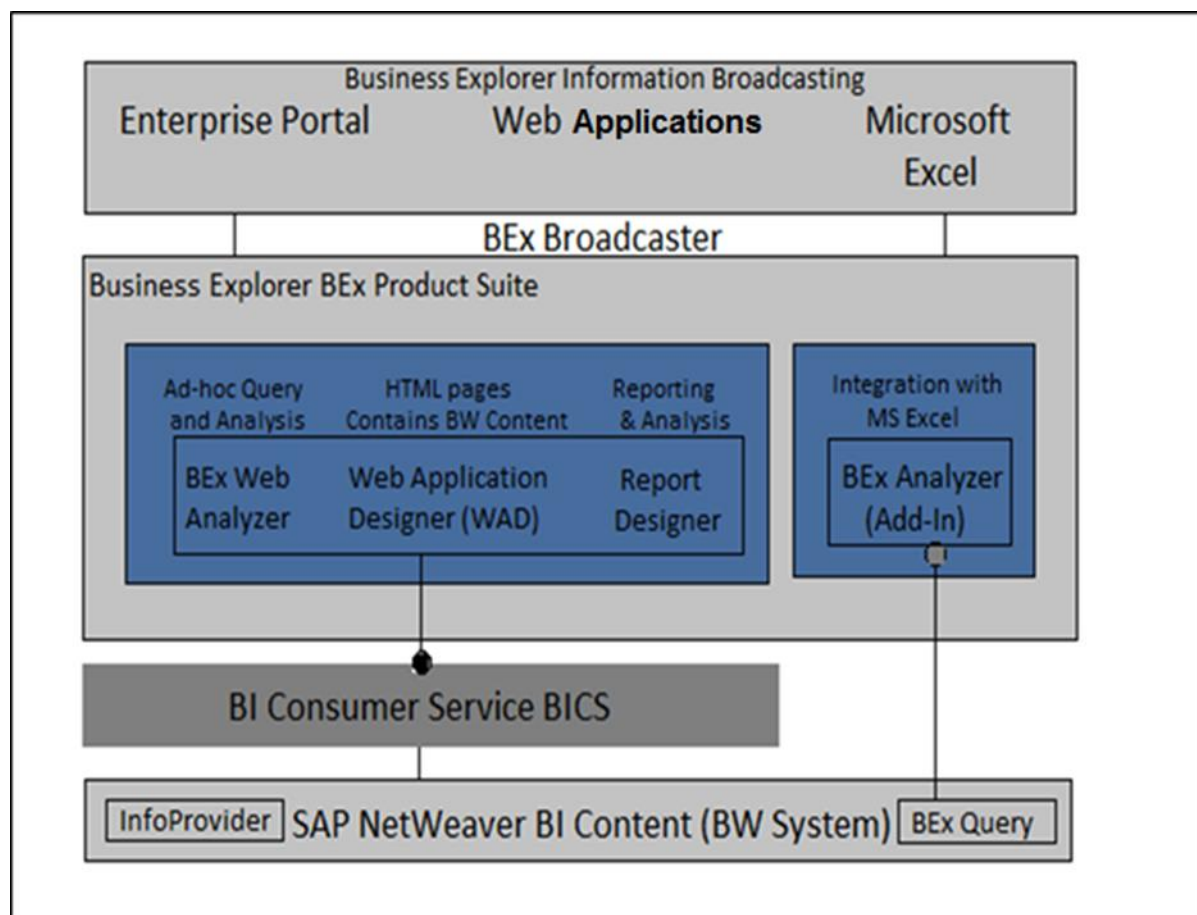 Business Explorer Information Broadcasting
Enterprise Portal
Web Applications
Microsoft
Excel
BEx Broadcaster
Business Explorer BEx Product Suite
Ad-hoc Query
and Analysis
HTML pages
Contains BW Content
Reporting
& Analysis
BEx Web
Analyzer
Web Application
Designer (WAD)
Report
Designer
Integration with
MS Excel
BEx Analyzer
(Add-In)
BI Consumer Service BICS
InfoProvider
SAP NetWeaver BI Content (BW System)
BEx Query